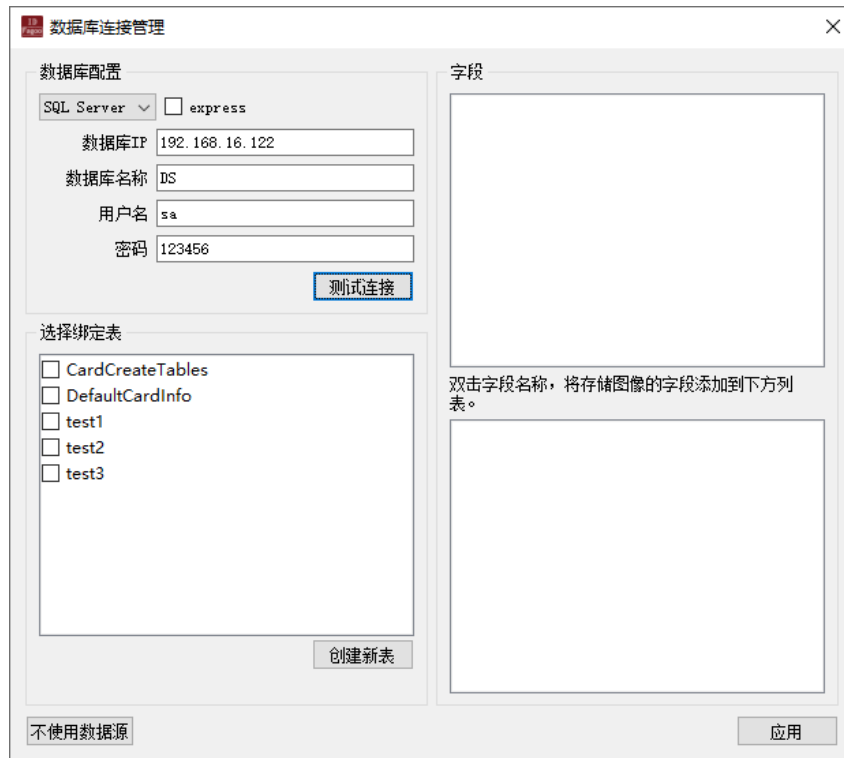 ID
Fagoo
数据库连接管理
数据库配置
SQL Server
express
数据库IP
192.168.16.122
数据库名称
DS
用户名
sa
密码
123456
测试连接
选择绑定表
CardCreateTables
DefaultCardInfo
test1
test2
test3
创建新表
字段
双击字段名称，将存储图像的字段添加到下方列
表。
不使用数据源
应用